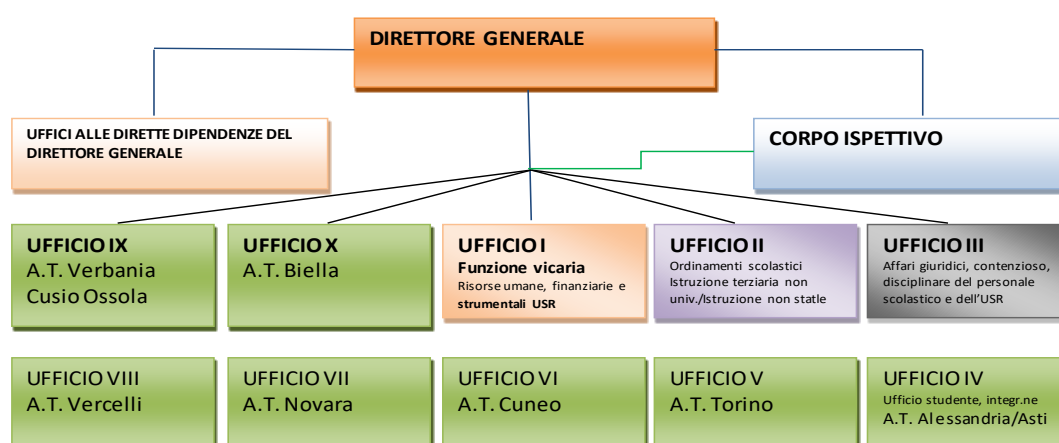 DIRETTORE GENERALE
UFFICI ALLE DIRETTE DIPENDENZE DEL
DIRETTORE GENERALE
CORPO ISPETTIVO
UFFICIO IX
A.T. Verbania
Cusio Ossola
UFFICIO X
A.T. Biella
UFFICIO I
Funzione vicaria
Risorse umane, finanziarie e
strumentali USR
UFFICIO II
Ordinamenti scolastici
Istruzione terziaria non
univ./Istruzione non statle
UFFICIO III
Affari giuridici, contenzioso,
disciplinare del personale
scolastico e dell'USR
UFFICIO VIII
A.T. Vercelli
UFFICIO VII
A.T. Novara
UFFICIO VI
A.T. Cuneo
UFFICIO V
A.T. Torino
UFFICIO IV
Ufficio studente, integr.ne
A.T. Alessandria/Asti